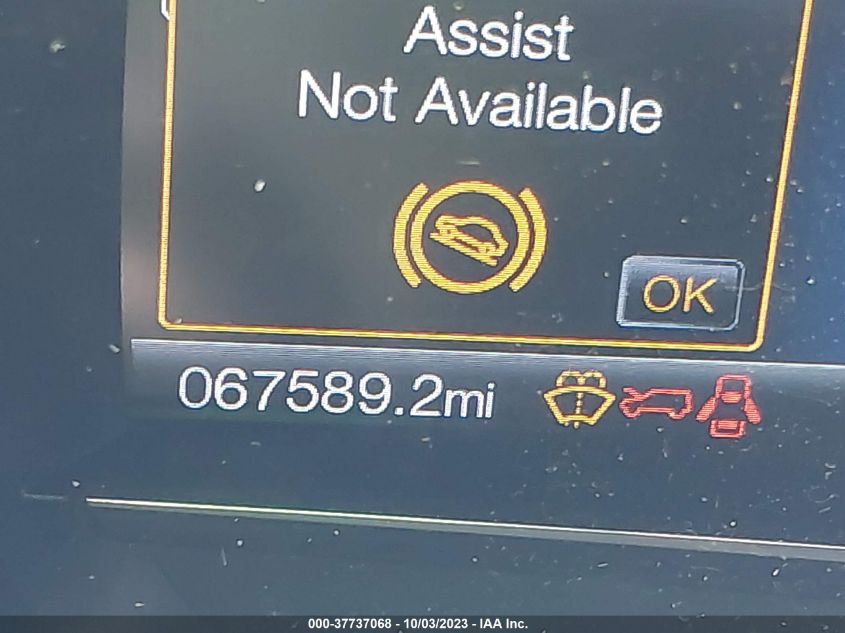 Assist
Not Available
OK
067589.2mi
000-37737068 - 10/03/2023 - IAA Inc.